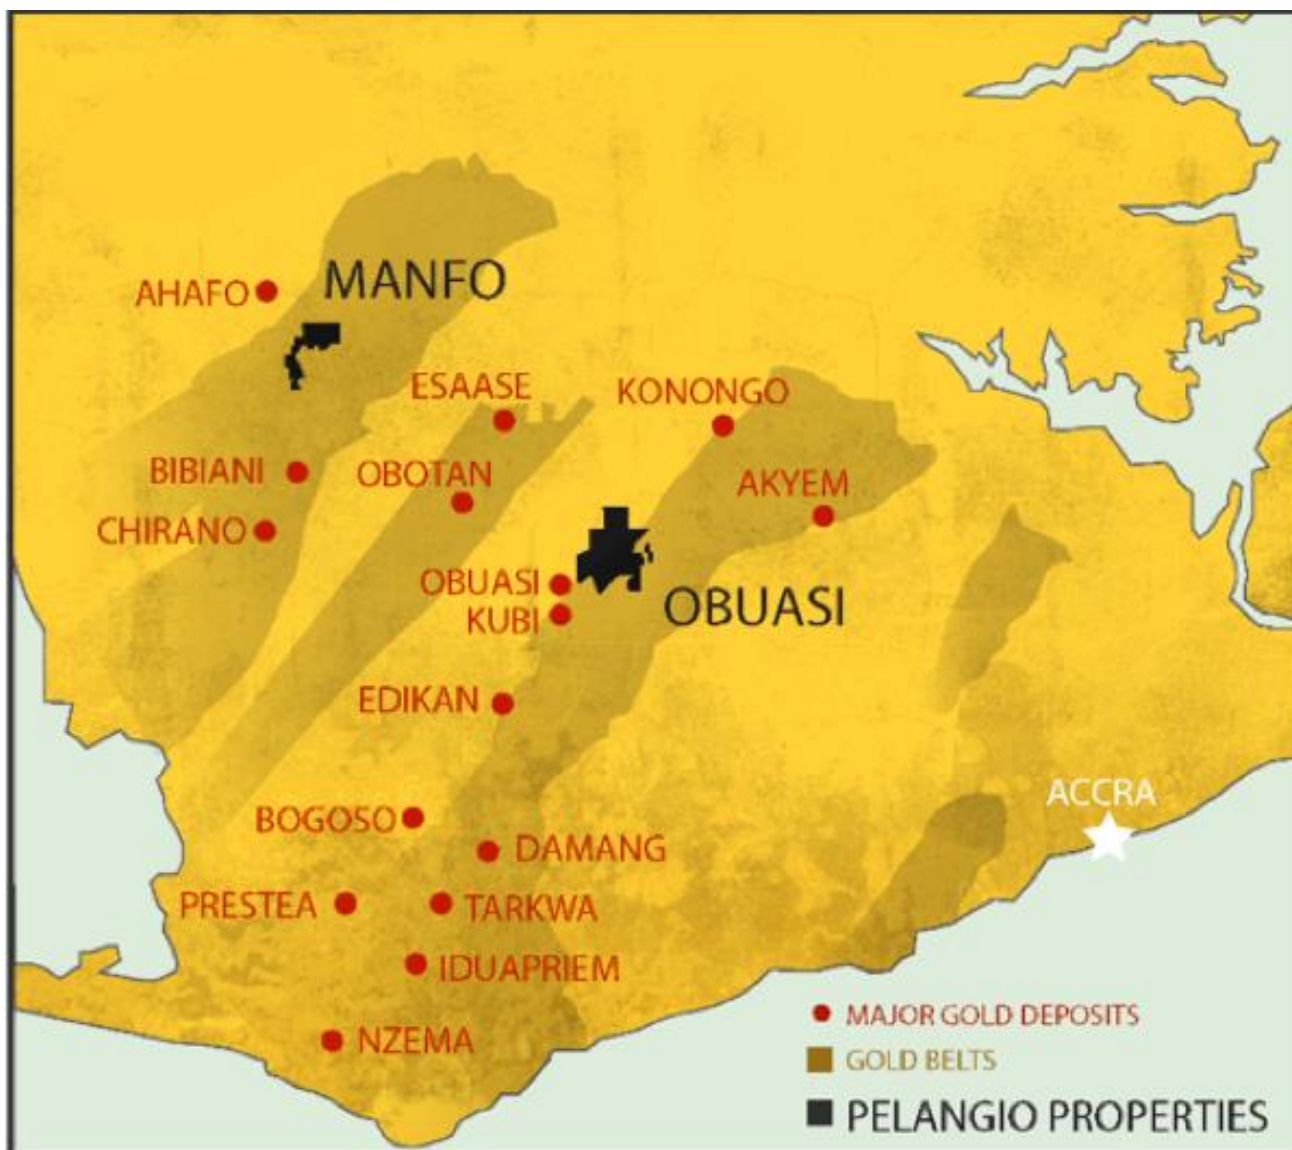 AHAFO
MANFO
ESAASE
KONONGO
BIBIANI
OBOTAN
AKYEM
CHIRANO
OBUASI
KUBI
OBUASI
EDIKAN
ACCRA
BOGOSO
DAMANG
PRESTEA
TARKWA
IDUAPRIEM
NZEMA
MAJOR GOLD DEPOSITS
GOLD BELTS
PELANGIO PROPERTIES